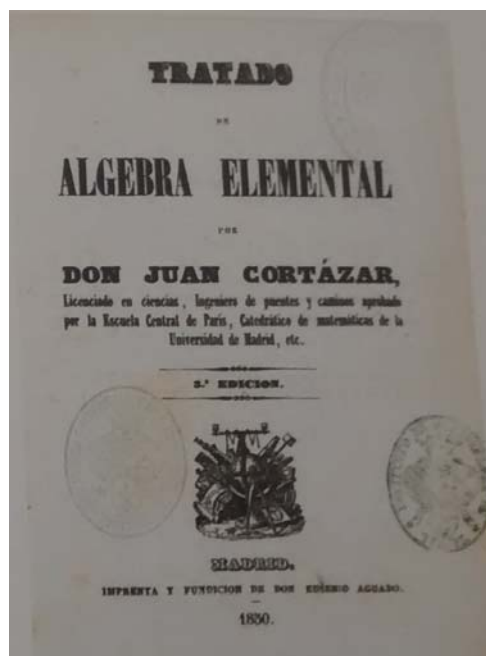 TRATADO
DE
ALGEBRA ELEMENTAL
POR
DON JUAN CORTÁZAR,
Licenciado en ciencias, Ingeniero de puentes y caminos aprobado
por la Escuela Central de Paris, Catedrático de matemáticas de la
Universidad de Madrid, etc.
3.ª EDICION.
MADRID.
IMPRENTA Y FUNDICION DE DON EUSEBIO AGUADO.
1850.